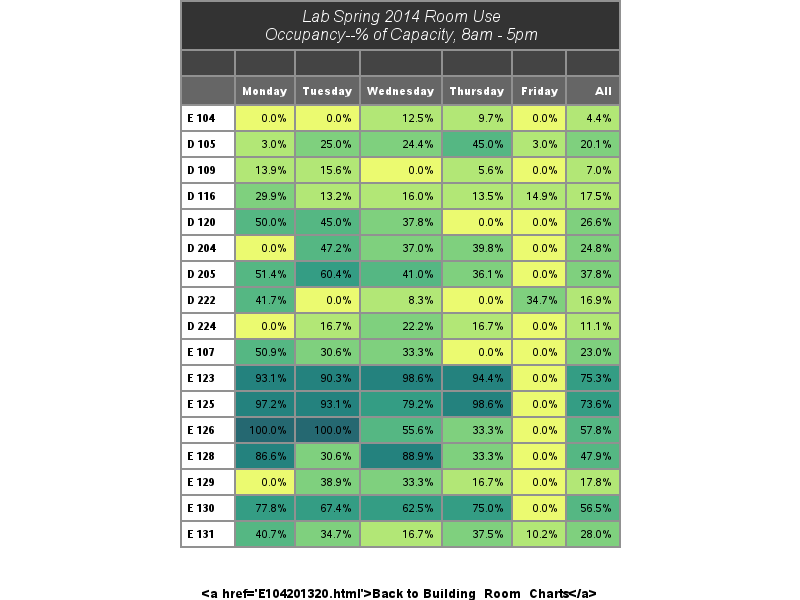 Lab Spring 2014 Room Use
Occupancy--% of Capacity, 8am - 5pm
Monday Tuesday Wednesday Thursday Friday All
E 104 0.0% 0.0% 12.5% 9.7% 0.0% 4.4%
D 105 3.0% 25.0% 24.4% 45.0% 3.0% 20.1%
D 109 13.9% 15.6% 0.0% 5.6% 0.0% 7.0%
D 116 29.9% 13.2% 16.0% 13.5% 14.9% 17.5%
D 120 50.0% 45.0% 37.8% 0.0% 0.0% 26.6%
D 204 0.0% 47.2% 37.0% 39.8% 0.0% 24.8%
D 205 51.4% 60.4% 41.0% 36.1% 0.0% 37.8%
D 222 41.7% 0.0% 8.3% 0.0% 34.7% 16.9%
D 224 0.0% 16.7% 22.2% 16.7% 0.0% 11.1%
E 107 50.9% 30.6% 33.3% 0.0% 0.0% 23.0%
E 123 93.1% 90.3% 98.6% 94.4% 0.0% 75.3%
E 125 97.2% 93.1% 79.2% 98.6% 0.0% 73.6%
E 126 100.0% 100.0% 55.6% 33.3% 0.0% 57.8%
E 128 86.6% 30.6% 88.9% 33.3% 0.0% 47.9%
E 129 0.0% 38.9% 33.3% 16.7% 0.0% 17.8%
E 130 77.8% 67.4% 62.5% 75.0% 0.0% 56.5%
E 131 40.7% 34.7% 16.7% 37.5% 10.2% 28.0%
<a href='E104201320.html'>Back to Building_Room_Charts</a>